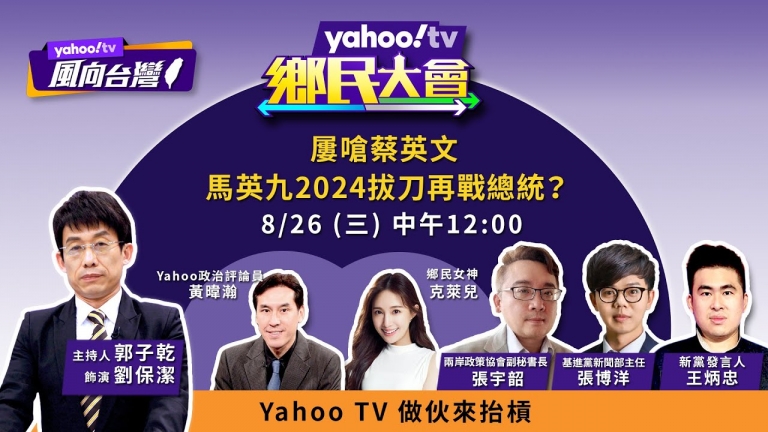 yahoo!tv
風向台灣
yahoo!tv
鄉民大會
屢嗆蔡英文
馬英九2024拔刀再戰總統？
8/26 (三) 中午12:00
Yahoo政治評論員
黃暐瀚
鄉民女神
克萊兒
主持人 郭子乾
飾演 劉保潔
兩岸政策協會副秘書長
張宇韶
基進黨新聞部主任
張博洋
新黨發言人
王炳忠
Yahoo TV 做伙來抬槓